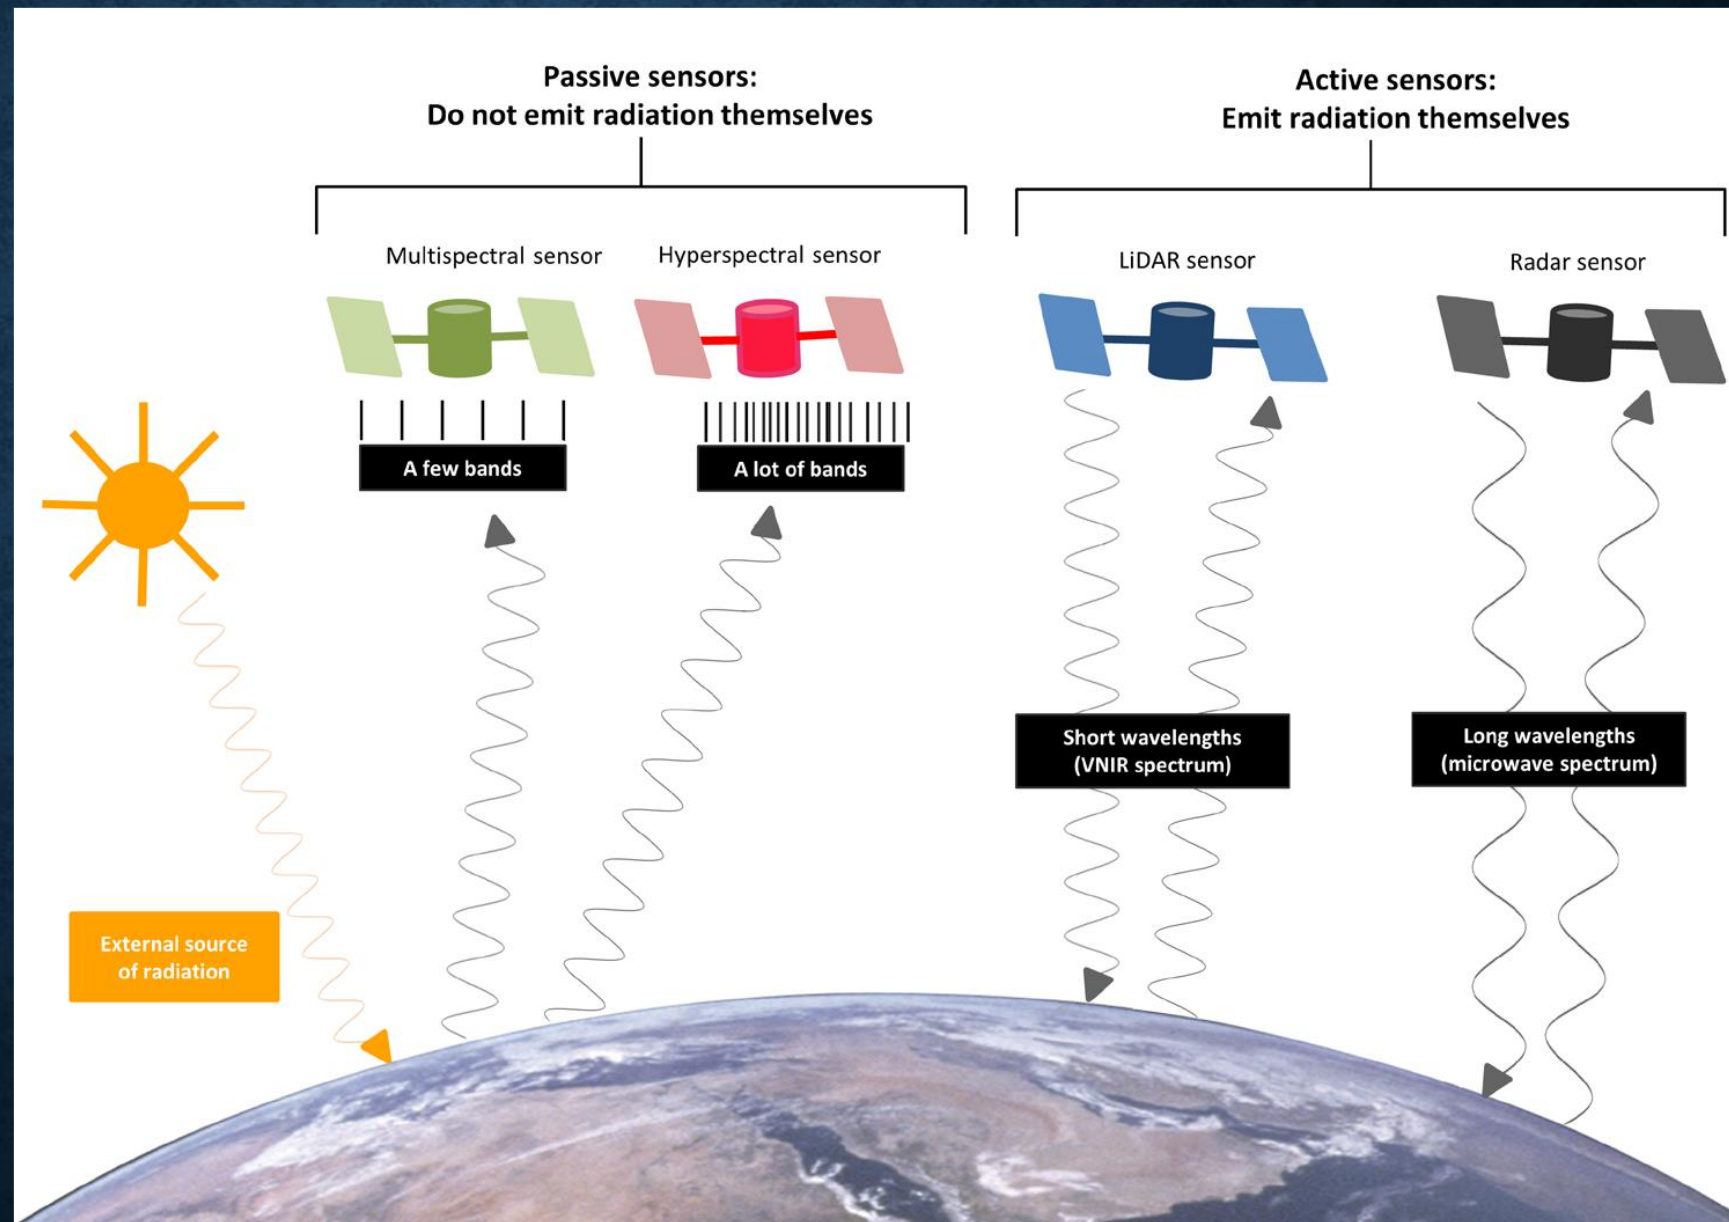 Passive sensors:
Do not emit radiation themselves
Active sensors:
Emit radiation themselves
Multispectral sensor
Hyperspectral sensor
LiDAR sensor
Radar sensor
A few bands
A lot of bands
Short wavelengths
(VNIR spectrum)
Long wavelengths
(microwave spectrum)
External source
of radiation